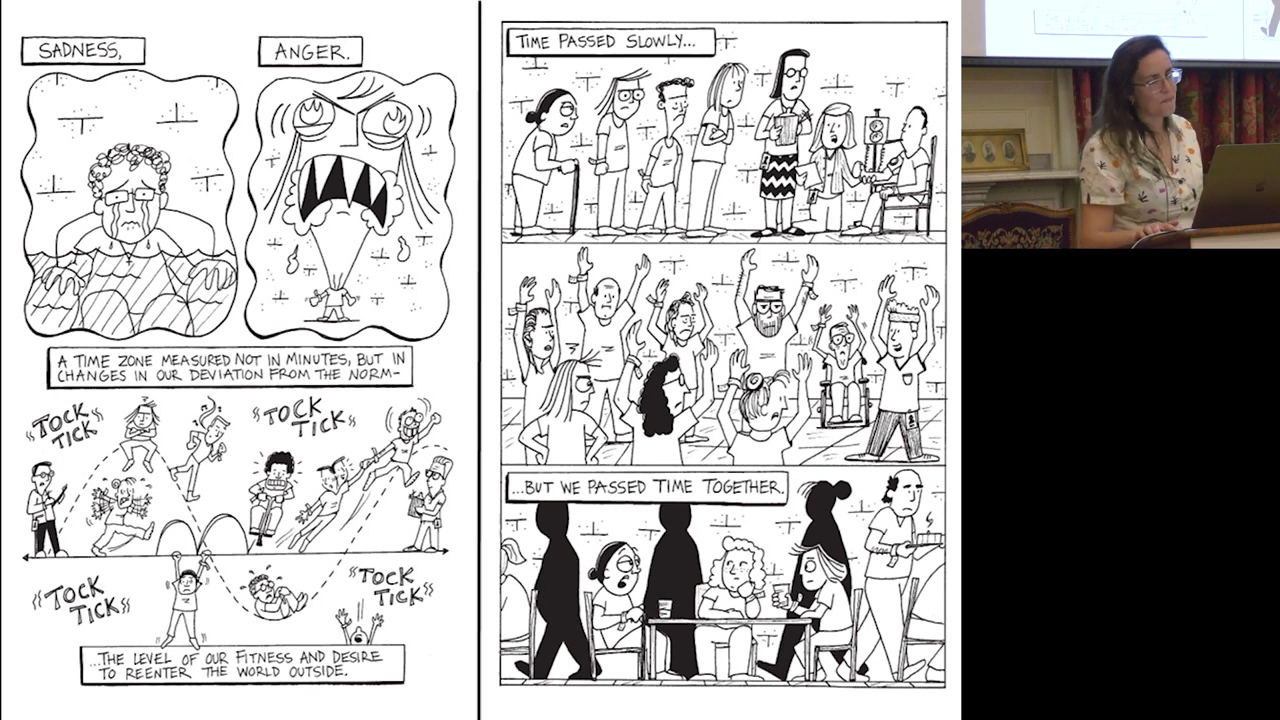 SADNESS,
ANGER.
A TIME ZONE MEASURED NOT IN MINUTES, BUT IN
CHANGES IN OUR DEVIATION FROM THE NORM–
TOCK
TICK
TOCK
TICK
TOCK
TICK
TOCK
TICK
...THE LEVEL OF OUR FITNESS AND DESIRE
TO REENTER THE WORLD OUTSIDE.
TIME PASSED SLOWLY...
...BUT WE PASSED TIME TOGETHER.